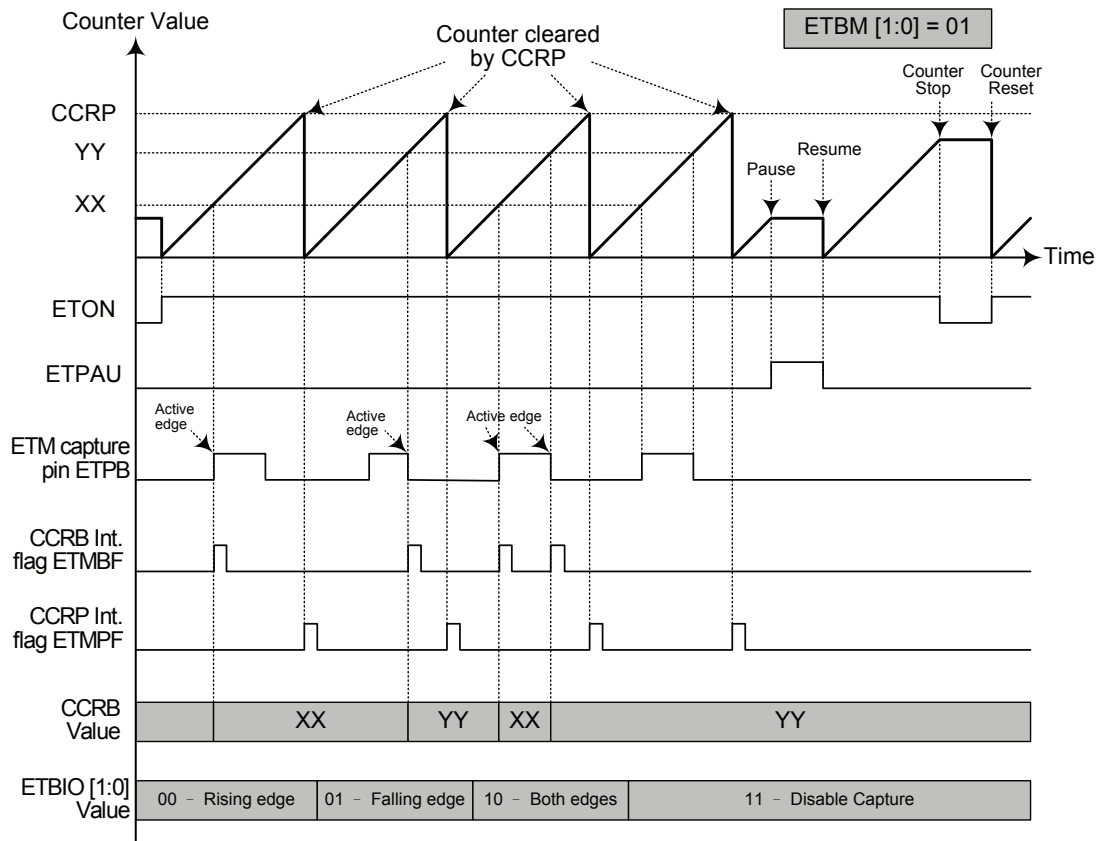 Counter Value
ETBM [1:0] = 01
Counter cleared
by CCRP
Counter
Stop
Counter
Reset
CCRP
YY
Resume
Pause
XX
Time
ETON
ETPAU
Active
edge
Active
edge
Active edge
ETM capture
pin ETPB
CCRB Int.
flag ETMBF
CCRP Int.
flag ETMPF
CCRB
Value
XX
YY
XX
YY
ETBIO [1:0]
Value
00 – Rising edge
01 – Falling edge
10 – Both edges
11 – Disable Capture